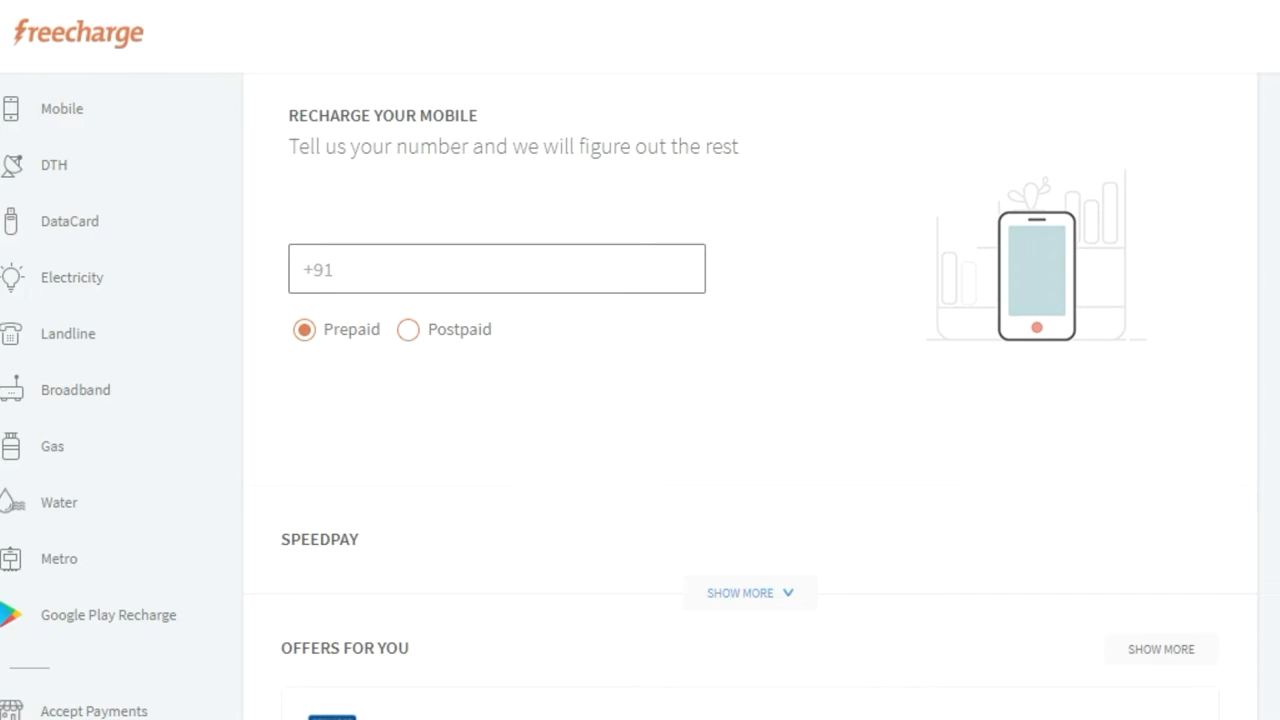 freecharge
Mobile
DTH
DataCard
Electricity
Landline
Broadband
Gas
Water
Metro
Google Play Recharge
Accept Payments
RECHARGE YOUR MOBILE
Tell us your number and we will figure out the rest
+91
Prepaid Postpaid
SPEEDPAY
SHOW MORE
OFFERS FOR YOU
SHOW MORE